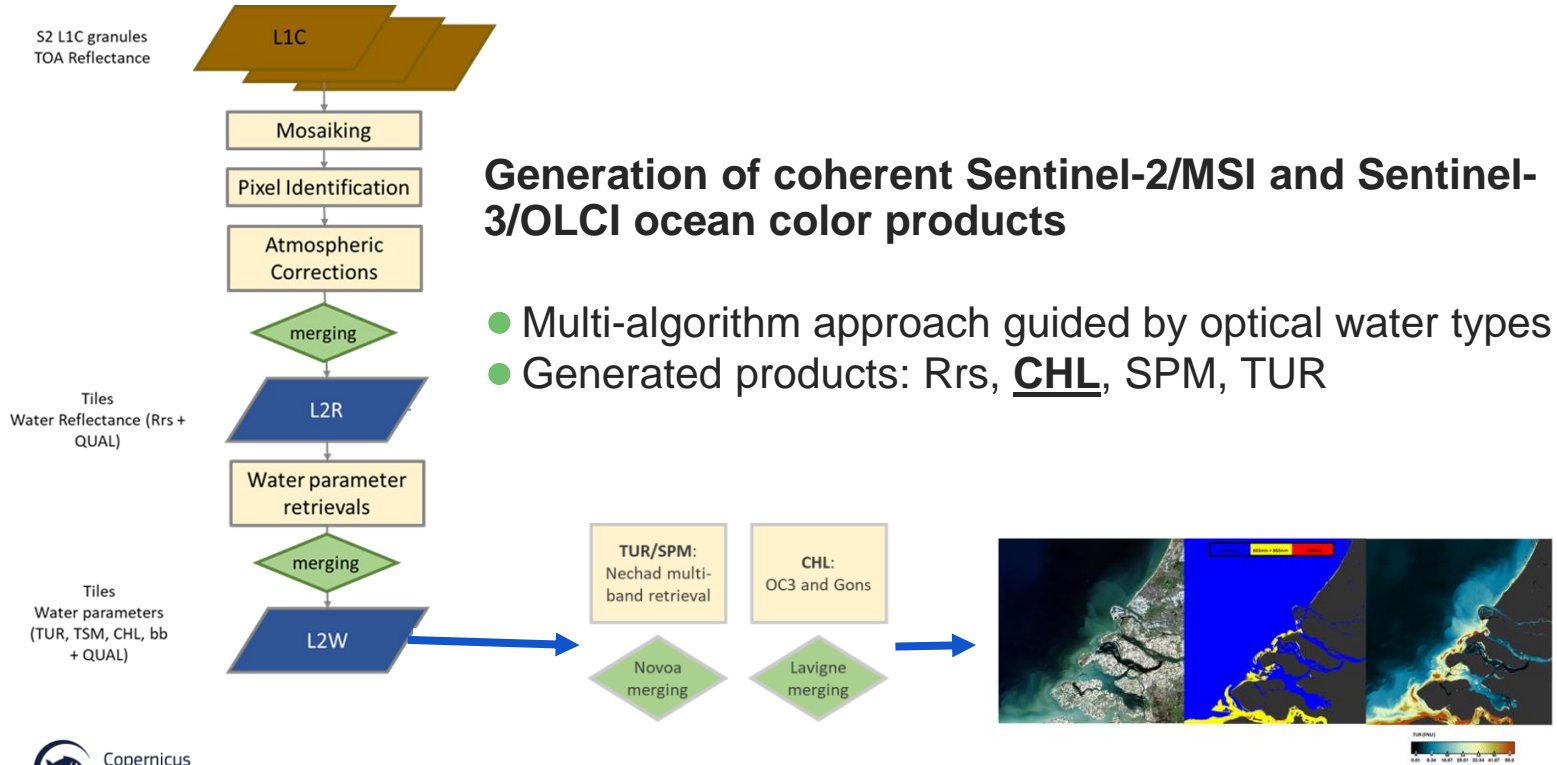 S2 L1C granules
TOA Reflectance
L1C
Mosaiking
Pixel Identification
Atmospheric
Corrections
merging
Tiles
Water Reflectance (Rrs +
QUAL)
L2R
Water parameter
retrievals
merging
Tiles
Water parameters
(TUR, TSM, CHL, bb
+ QUAL)
L2W
Generation of coherent Sentinel-2/MSI and Sentinel-
3/OLCI ocean color products
● Multi-algorithm approach guided by optical water types
● Generated products: Rrs, CHL, SPM, TUR
TUR/SPM:
Nechad multi-
band retrieval
CHL:
OC3 and Gons
Novoa
merging
Lavigne
merging
TUR (FNU)
Copernicus